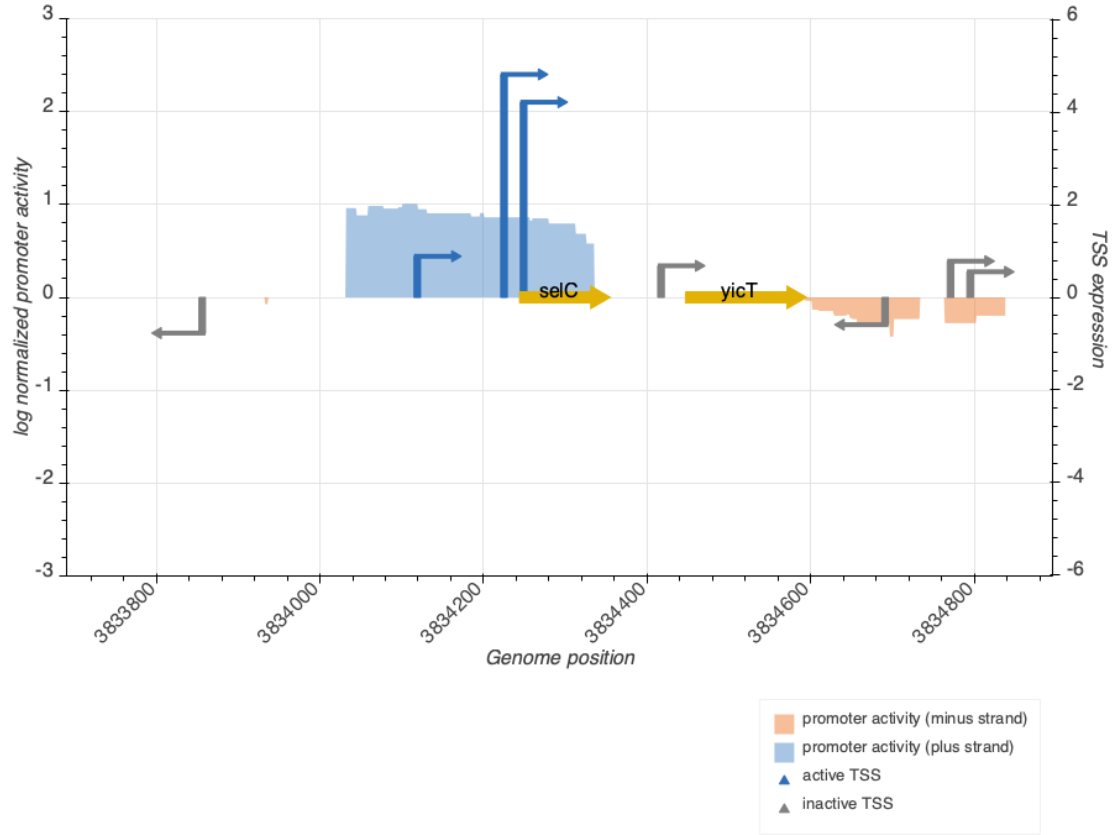 3
2
1
0
-1
-2
-3
log normalized promoter activity
6
4
2
0
-2
-4
-6
TSS expression
selC
yicT
3833800
3834000
3834200
3834400
3834600
3834800
Genome position
promoter activity (minus strand)
promoter activity (plus strand)
active TSS
inactive TSS